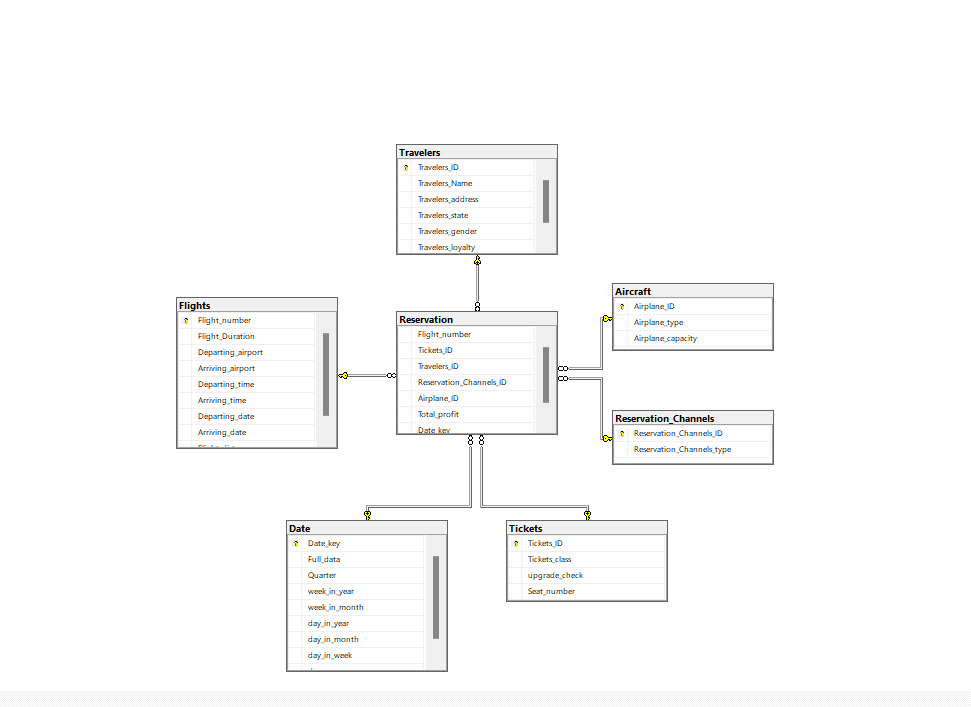 Travelers
Travelers_ID
Travelers_Name
Travelers_address
Travelers_state
Travelers_gender
Travelers_loyalty
Flights
Flight_number
Flight_Duration
Departing_airport
Arriving_airport
Departing_time
Arriving_time
Departing_date
Arriving_date
Reservation
Flight_number
Tickets_ID
Travelers_ID
Reservation_Channels_ID
Airplane_ID
Total_profit
Date_key
Aircraft
Airplane_ID
Airplane_type
Airplane_capacity
Reservation_Channels
Reservation_Channels_ID
Reservation_Channels_type
Date
Date_key
Full_data
Quarter
week_in_year
week_in_month
day_in_year
day_in_month
day_in_week
Tickets
Tickets_ID
Tickets_class
upgrade_check
Seat_number